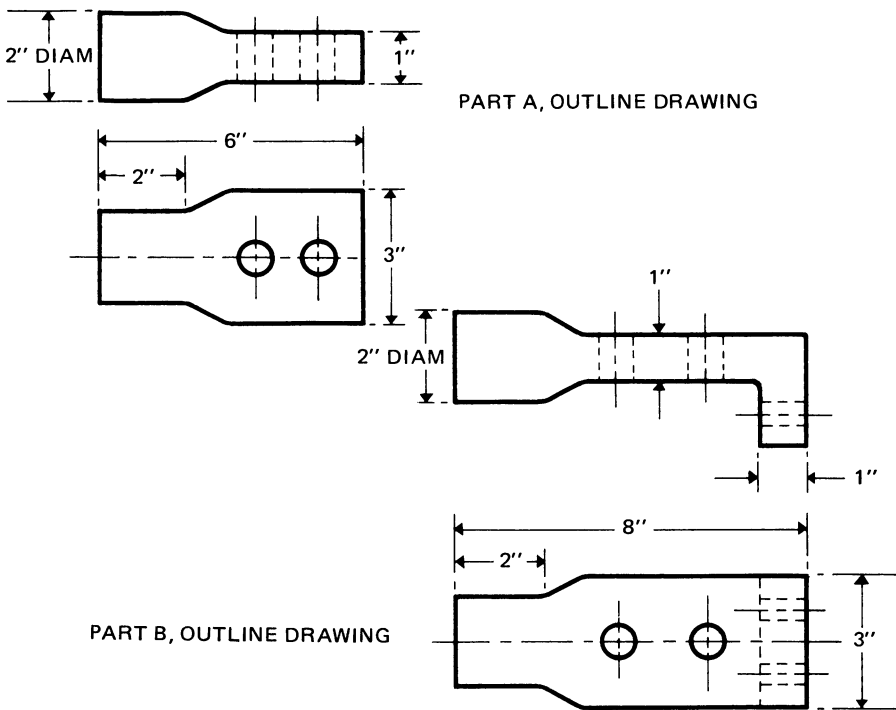 2″ DIAM
1″
PART A, OUTLINE DRAWING
6″
2″
3″
1″
2″ DIAM
1″
8″
2″
PART B, OUTLINE DRAWING
3″